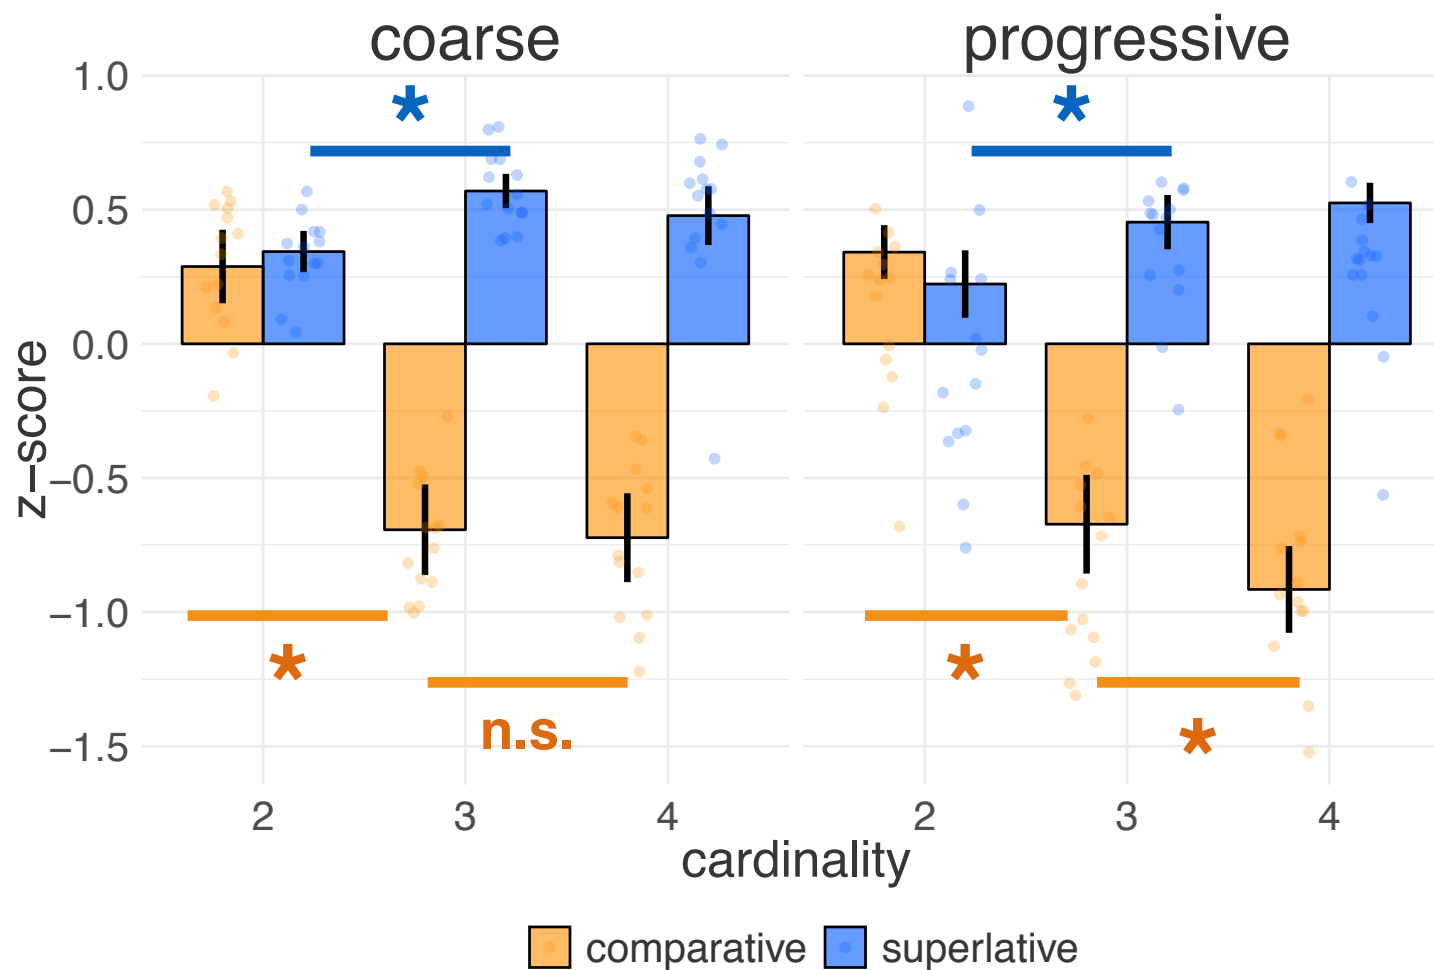 coarse
progressive
1.0
0.5
0.0
−0.5
−1.0
−1.5
z−score
*
*
*
n.s.
*
*
2
3
4
2
3
4
cardinality
comparative
superlative